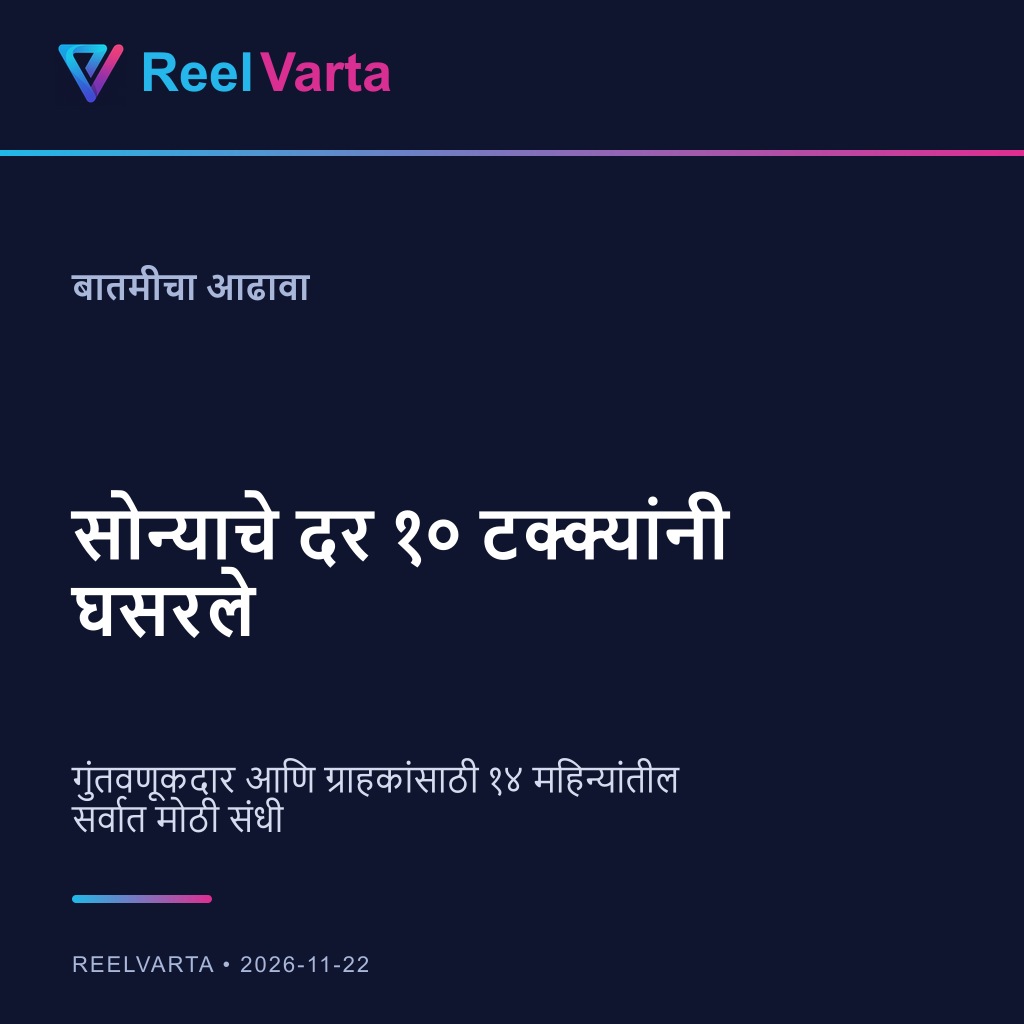 ReelVarta
बातमीचा आढावा
सोन्याचे दर १० टक्क्यांनी
घसरले
गुंतवणूकदार आणि ग्राहकांसाठी १४ महिन्यांतील
सर्वात मोठी संधी
REELVARTA • 2026-11-22